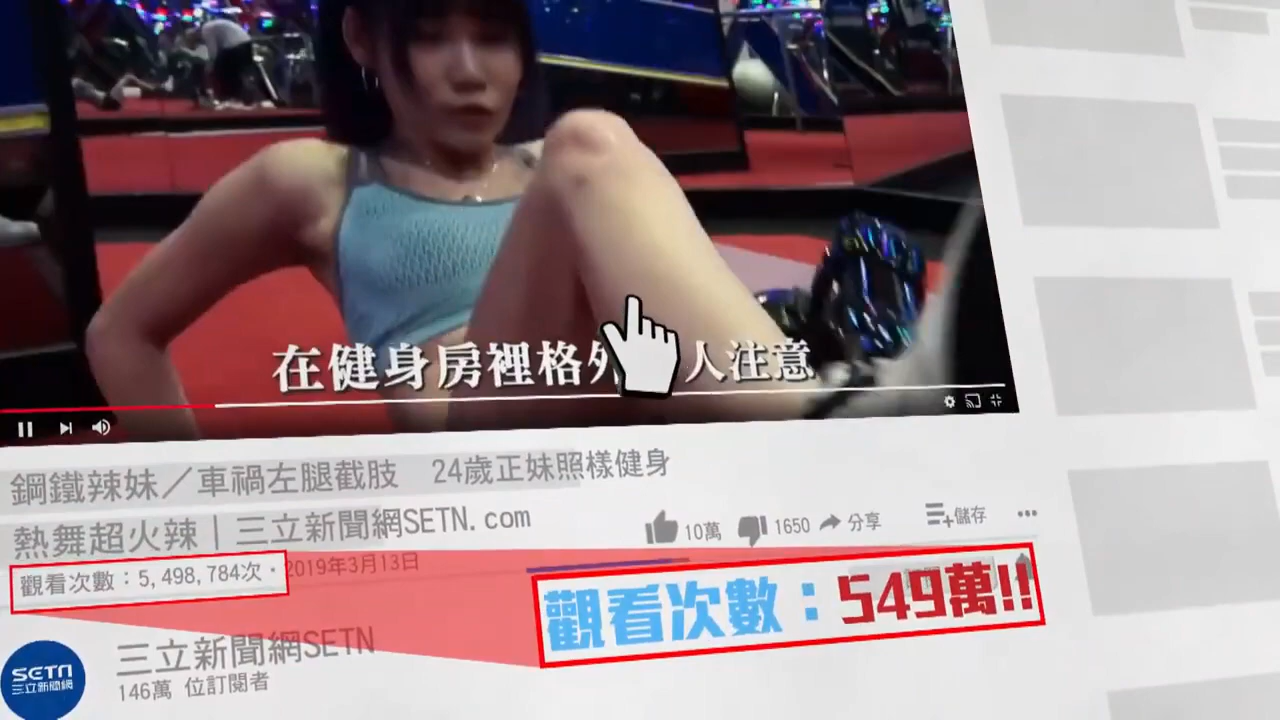 在健身房裡格外 人注意
鋼鐵辣妹／車禍左腿截肢 24歲正妹照樣健身
熱舞超火辣｜三立新聞網SETN.com
10萬 1650 分享 儲存
觀看次數：5,498,784次· 2019年3月13日
觀看次數：549萬!!
三立新聞網SETN
146萬 位訂閱者
SETN
三立新聞網